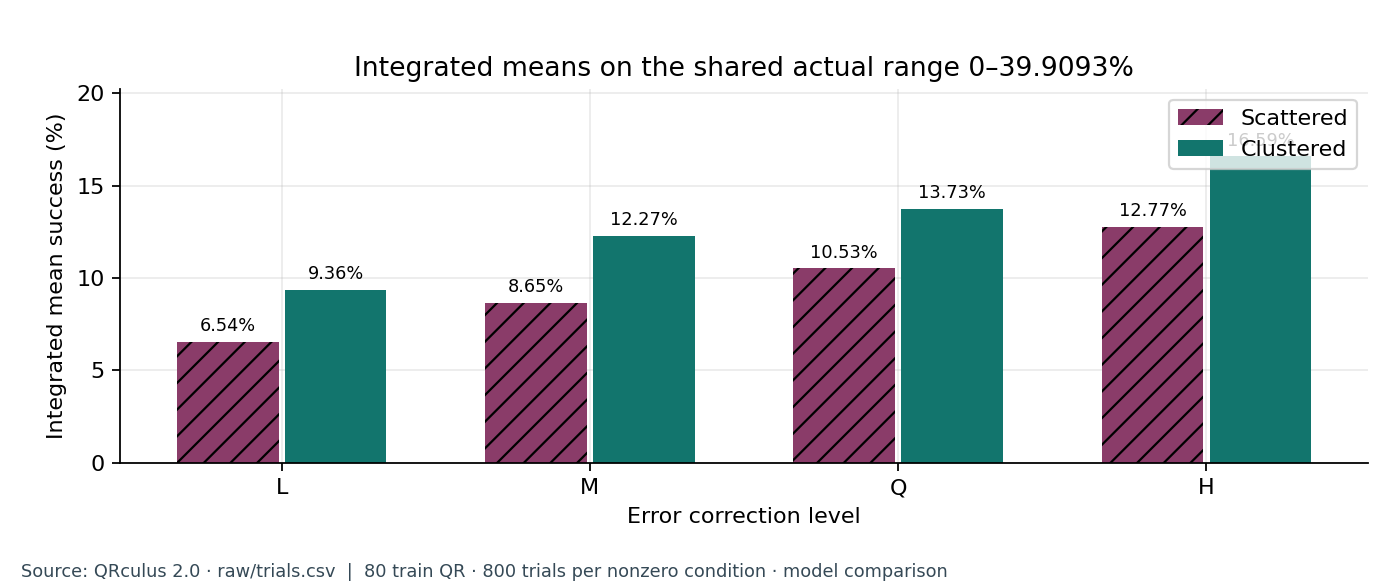 Integrated means on the shared actual range 0–39.9093%
Integrated mean success (%)
20
15
10
5
0
Scattered
Clustered
6.54%
9.36%
8.65%
12.27%
10.53%
13.73%
12.77%
16.59%
L
M
Q
H
Error correction level
Source: QRculus 2.0 · raw/trials.csv | 80 train QR · 800 trials per nonzero condition · model comparison